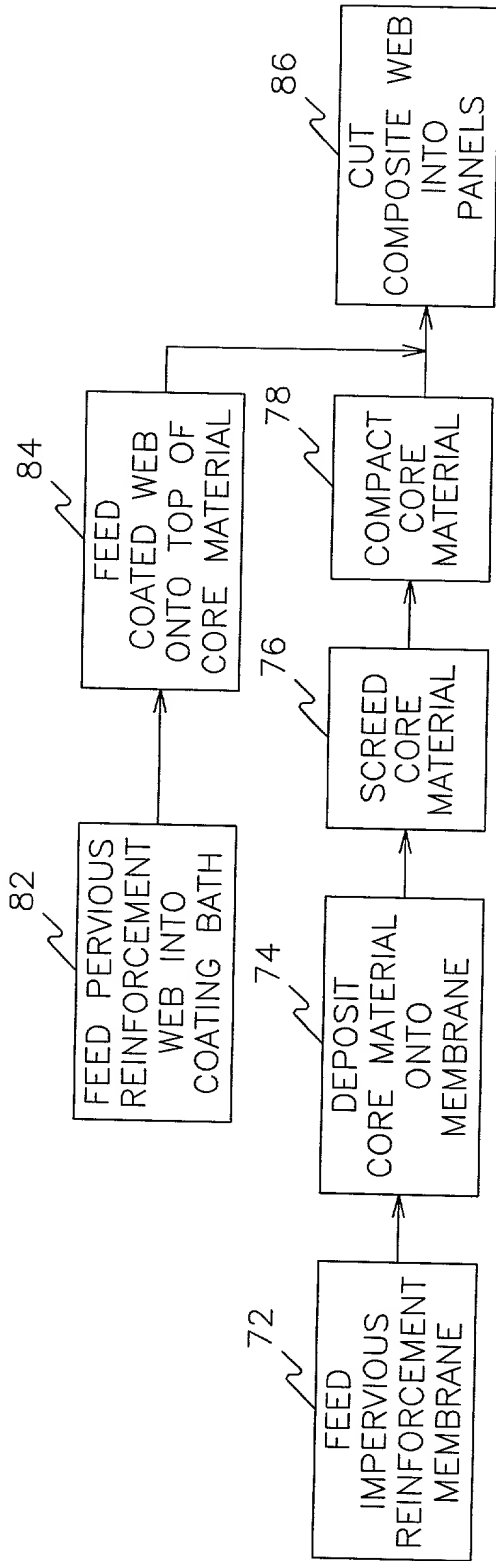 82
FEED PERVIOUS
REINFORCEMENT
WEB INTO
COATING BATH
84
FEED
COATED WEB
ONTO TOP OF
CORE MATERIAL
72
FEED
IMPERVIOUS
REINFORCEMENT
MEMBRANE
74
DEPOSIT
CORE MATERIAL
ONTO
MEMBRANE
76
SCREED
CORE
MATERIAL
78
COMPACT
CORE
MATERIAL
86
CUT
COMPOSITE WEB
INTO
PANELS